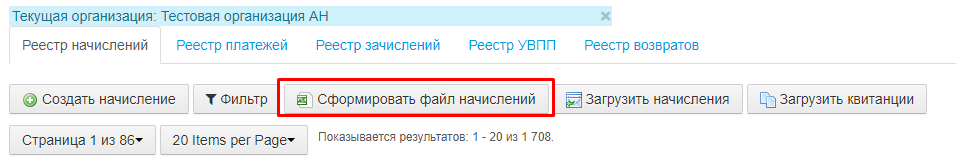 Текущая организация: Тестовая организация АН
Реестр начислений Реестр платежей Реестр зачислений Реестр УВПП Реестр возвратов
Создать начисление Фильтр Сформировать файл начислений Загрузить начисления Загрузить квитанции
Страница 1 из 86 20 Items per Page Показывается результатов: 1 - 20 из 1 708.